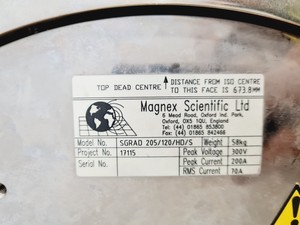 TOP DEAD CENTRE ↑ DISTANCE FROM ISO CENTRE
TO THIS FACE IS 673.8MM
Magnex Scientific Ltd
6 Mead Road, Oxford Ind. Park,
Oxford, OX5 1QU, England
Tel: (44) 01865 853800
Fax: (44) 01865 842466
Model No. SGRAD 205/120/HD/S Weight 58kg
Project No. 17115 Peak Voltage 300V
Serial No. Peak Current 200A
RMS Current 70A